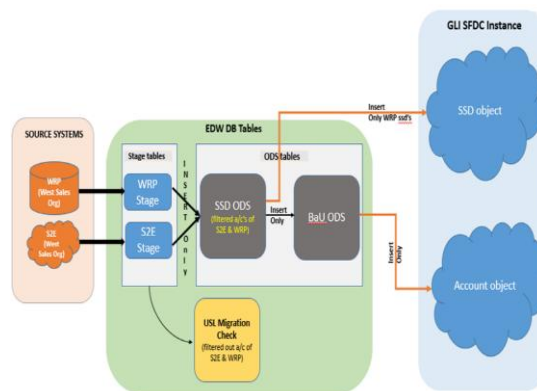 GLI SFDC Instance
SSD object
Insert
Only WRP ssd's
EDW DB Tables
SOURCE SYSTEMS
Stage tables
ODS tables
INSERT Only
WRP
(West Sales
Org)
WRP
Stage
SSD ODS
(filtered a/c's of
S2E & WRP)
Insert
Only
BaU ODS
S2E
(West
Sales Org)
S2E
Stage
Insert
Only
Account object
USL Migration
Check
(filtered out a/c of
S2E & WRP)